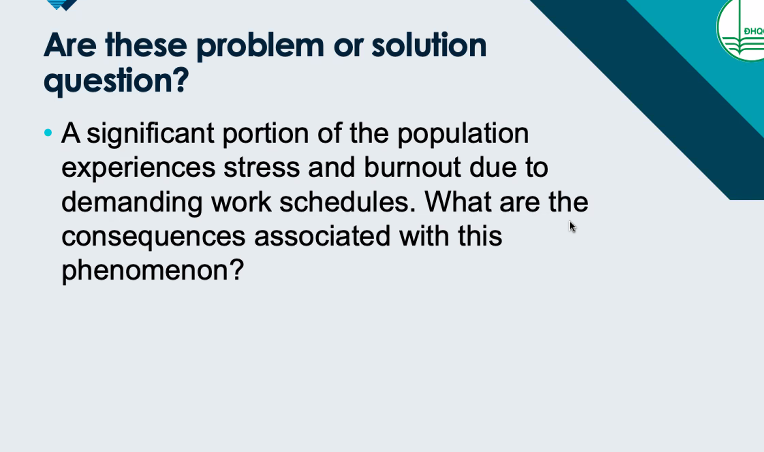 ĐHQG
Are these problem or solution
question?
• A significant portion of the population
experiences stress and burnout due to
demanding work schedules. What are the
consequences associated with this
phenomenon?